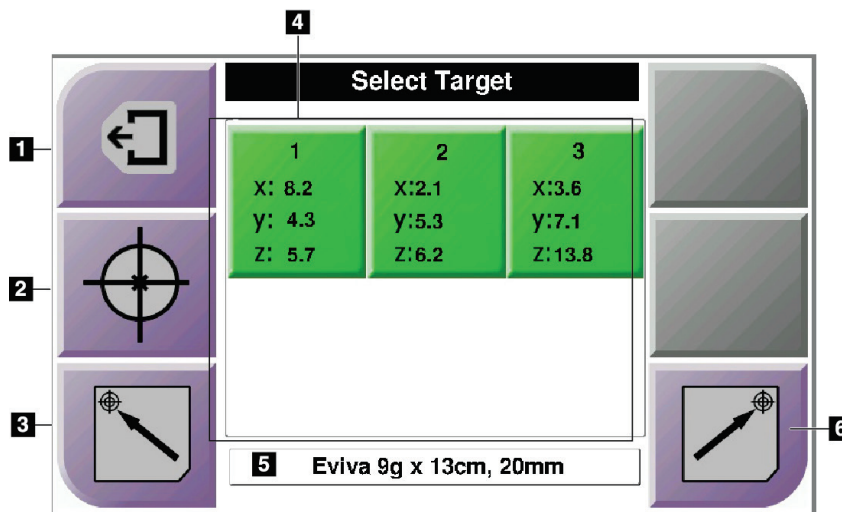 4
Select Target
1
2
3
1
2
3
x: 8.2
x:2.1
x:3.6
y: 4.3
y:5.3
y:7.1
z: 5.7
z:6.2
z:13.8
5 Eviva 9g x 13cm, 20mm
6